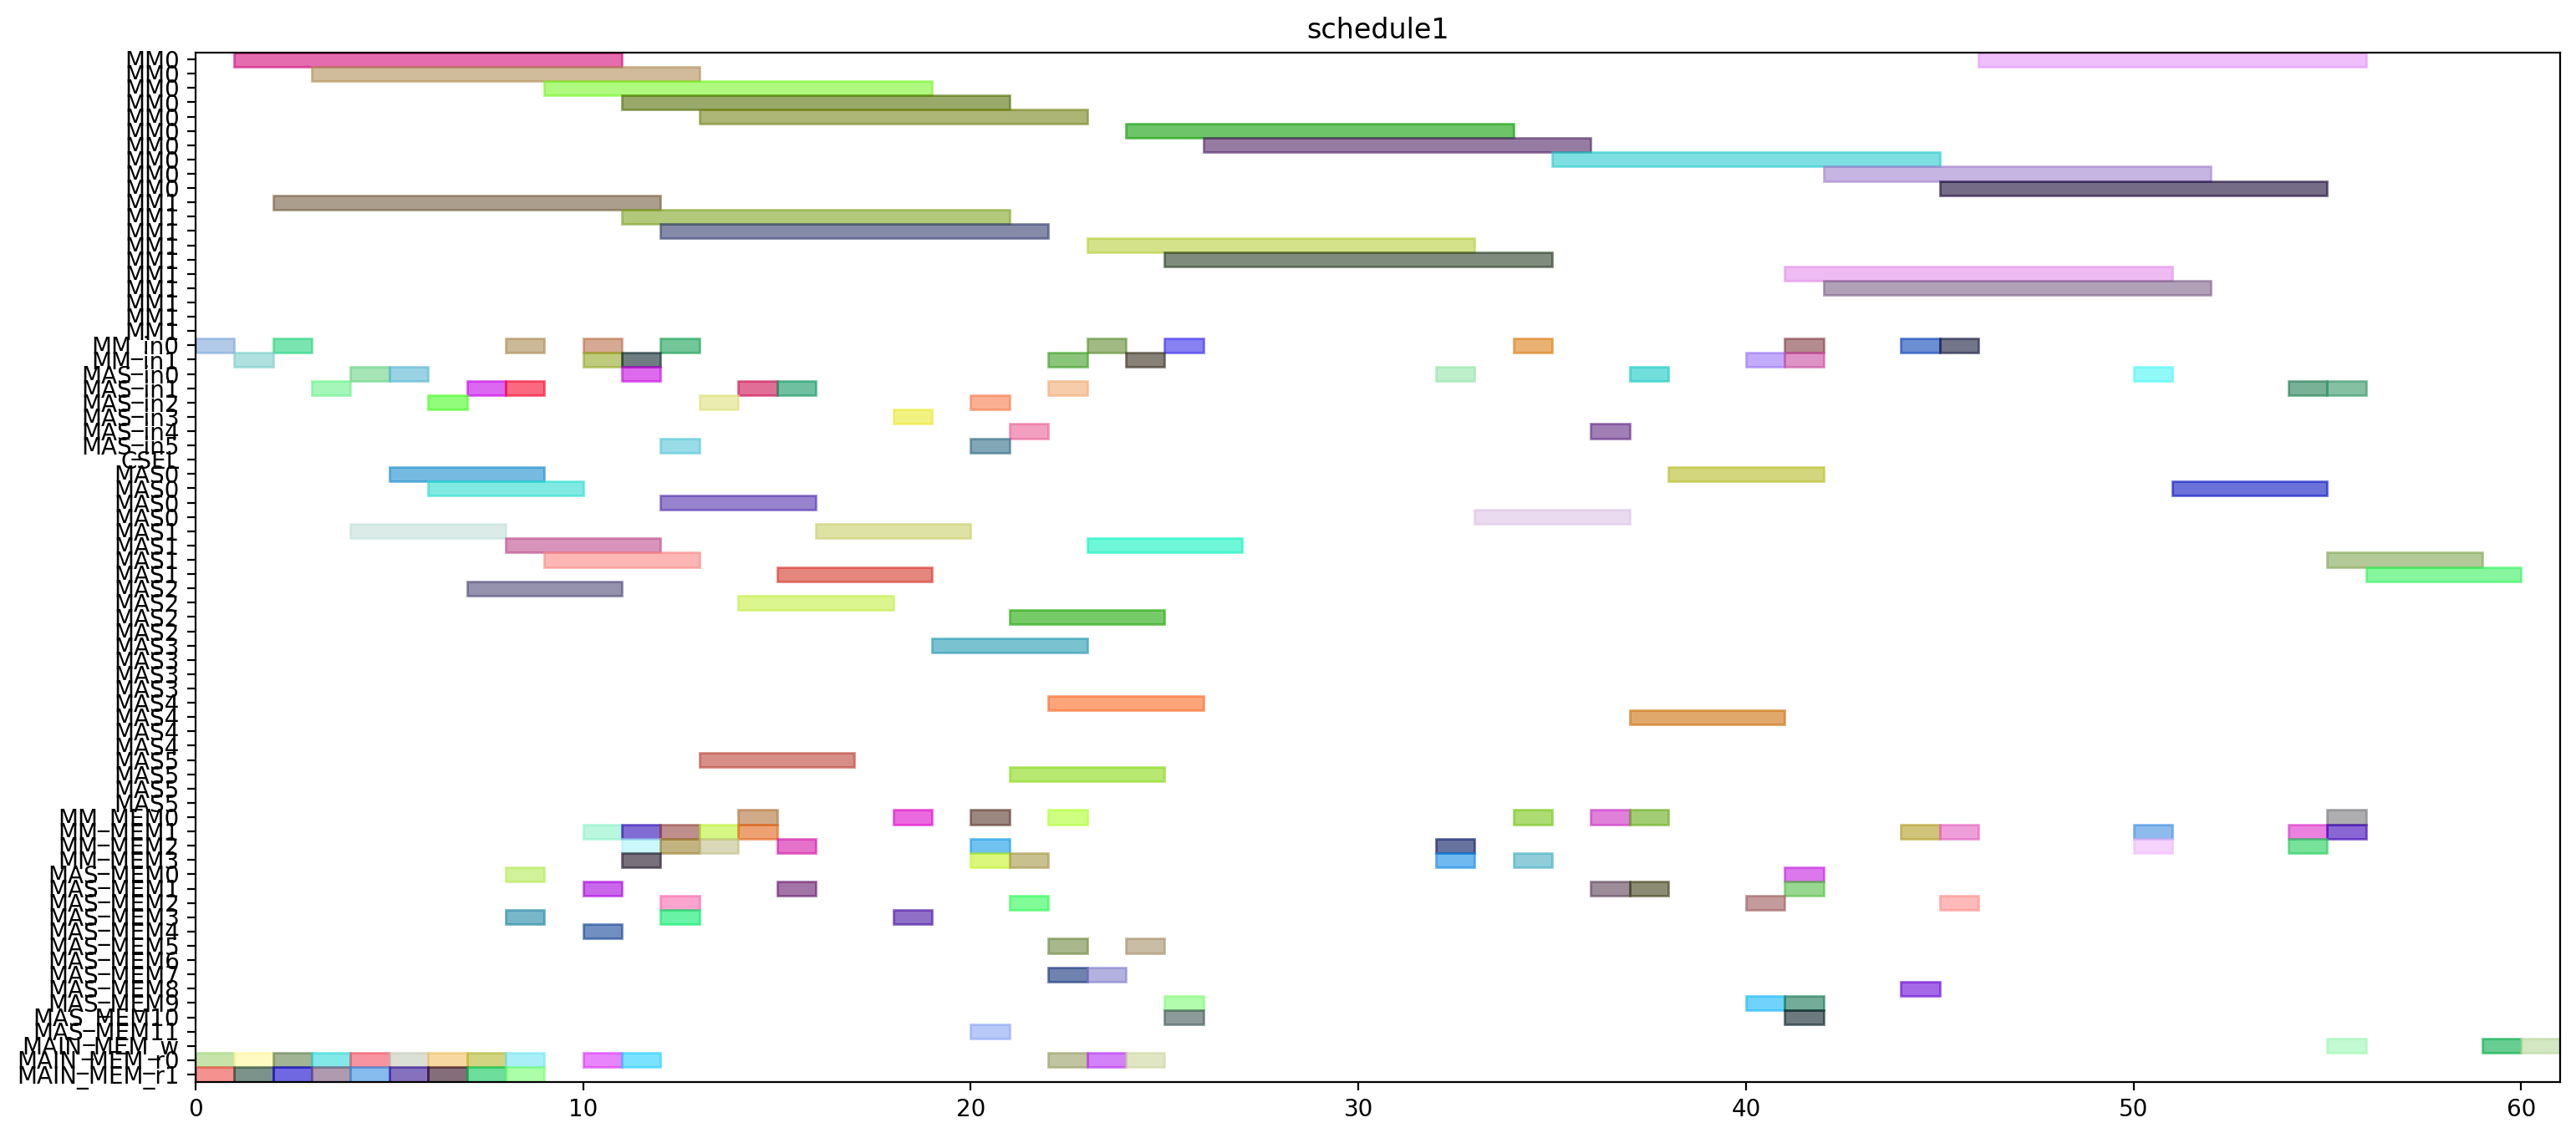 schedule1
MM0
MM0
MM0
MM0
MM0
MM0
MM0
MM0
MM0
MM0
MM1
MM1
MM1
MM1
MM1
MM1
MM1
MM1
MM1
MM1
MM_in0
MM_in1
MAS_in0
MAS_in1
MAS_in2
MAS_in3
MAS_in4
MAS_in5
CSEL
MAS0
MAS0
MAS0
MAS0
MAS1
MAS1
MAS1
MAS1
MAS2
MAS2
MAS2
MAS2
MAS3
MAS3
MAS3
MAS3
MAS4
MAS4
MAS4
MAS4
MAS5
MAS5
MAS5
MAS5
MM_MEM0
MM_MEM1
MM_MEM2
MM_MEM3
MAS_MEM0
MAS_MEM1
MAS_MEM2
MAS_MEM3
MAS_MEM4
MAS_MEM5
MAS_MEM6
MAS_MEM7
MAS_MEM8
MAS_MEM9
MAS_MEM10
MAS_MEM11
MAIN_MEM_w
MAIN_MEM_r0
MAIN_MEM_r1
0 10 20 30 40 50 60